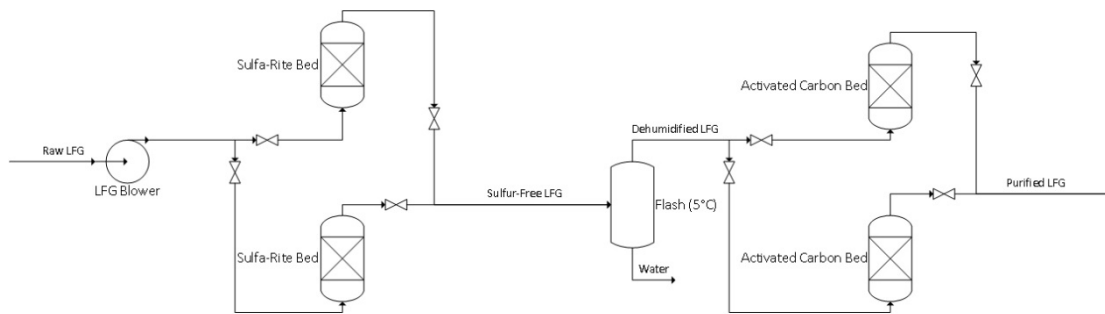 Sulfa-Rite Bed
Activated Carbon Bed
Raw LFG
LFG Blower
Dehumidified LFG
Sulfur-Free LFG
Flash (5°C)
Purified LFG
Sulfa-Rite Bed
Activated Carbon Bed
Water